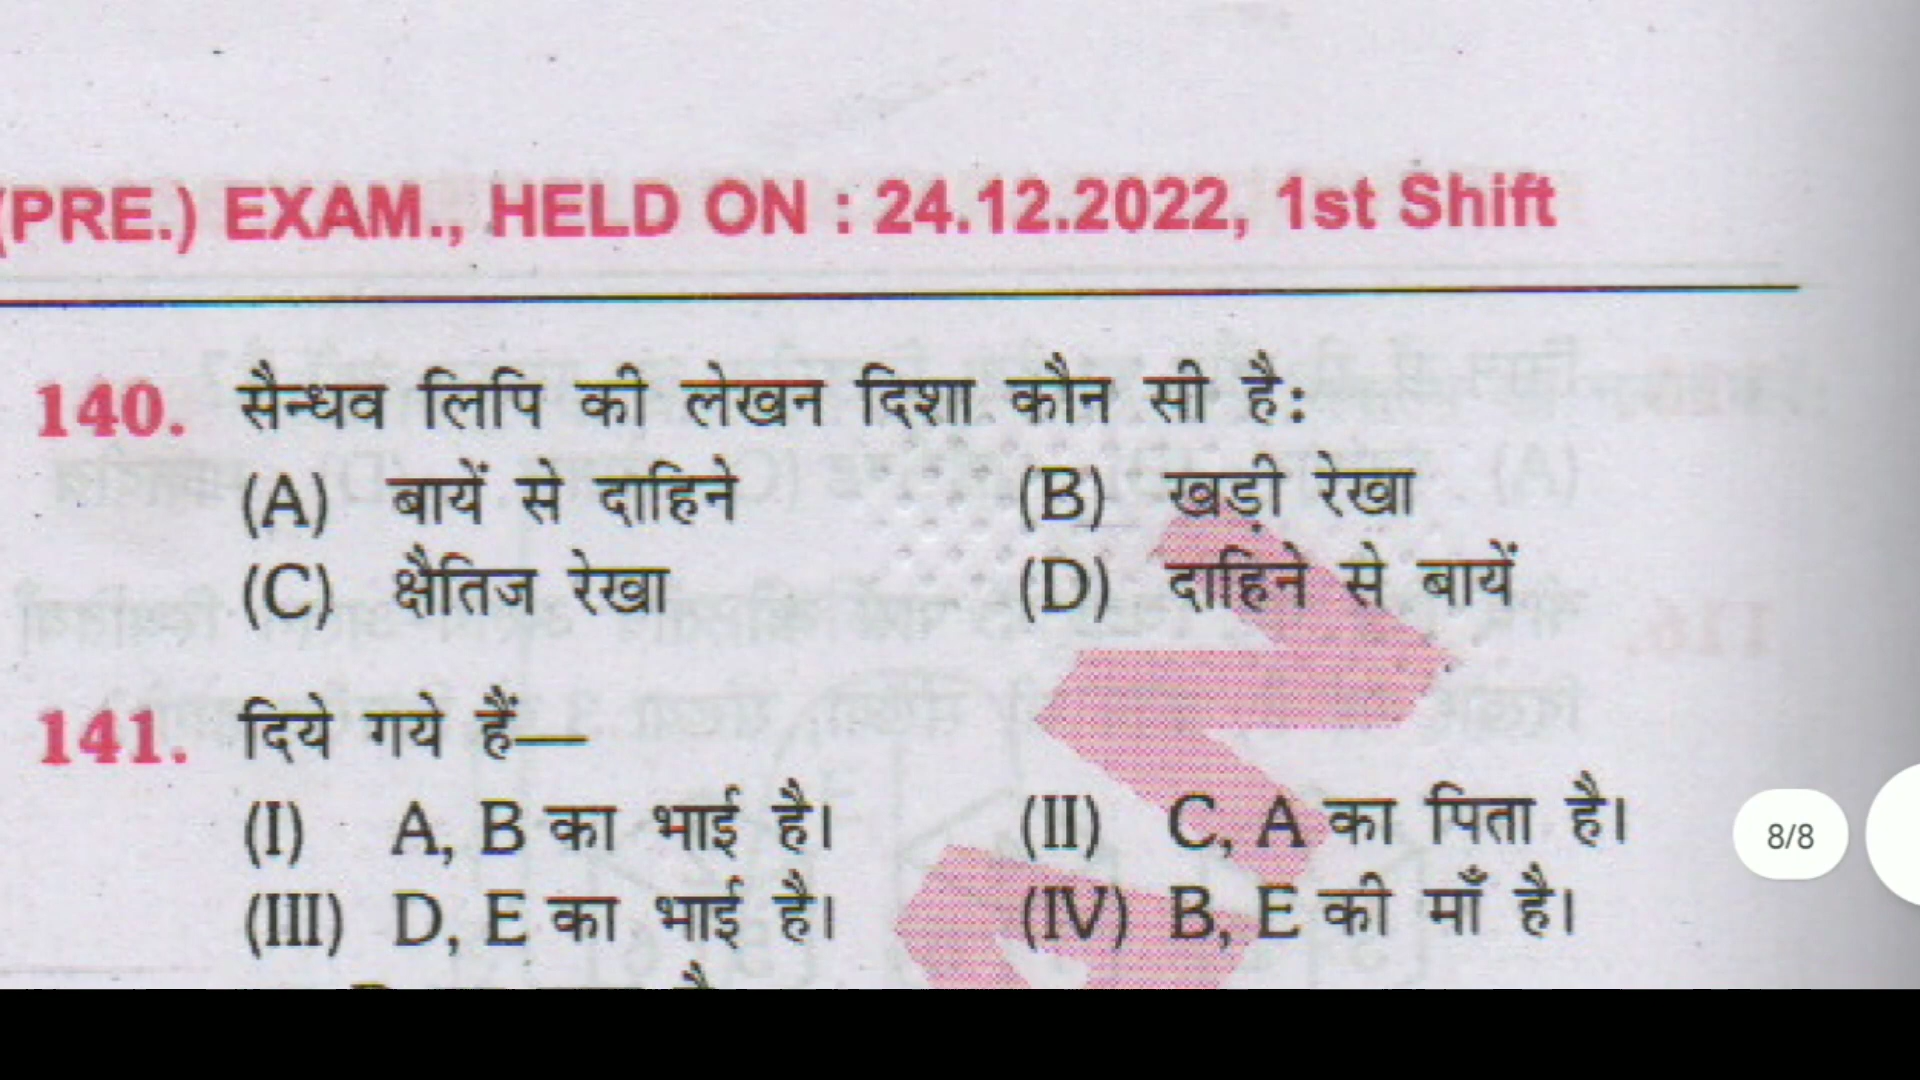 (PRE.) EXAM., HELD ON : 24.12.2022, 1st Shift
140. सैन्धव लिपि की लेखन दिशा कौन सी है:
(A) बायें से दाहिने (B) खड़ी रेखा
(C) क्षैतिज रेखा (D) दाहिने से बायें
141. दिये गये हैं—
(I) A, B का भाई है। (II) C, A का पिता है।
(III) D, E का भाई है। (IV) B, E की माँ है।
8/8